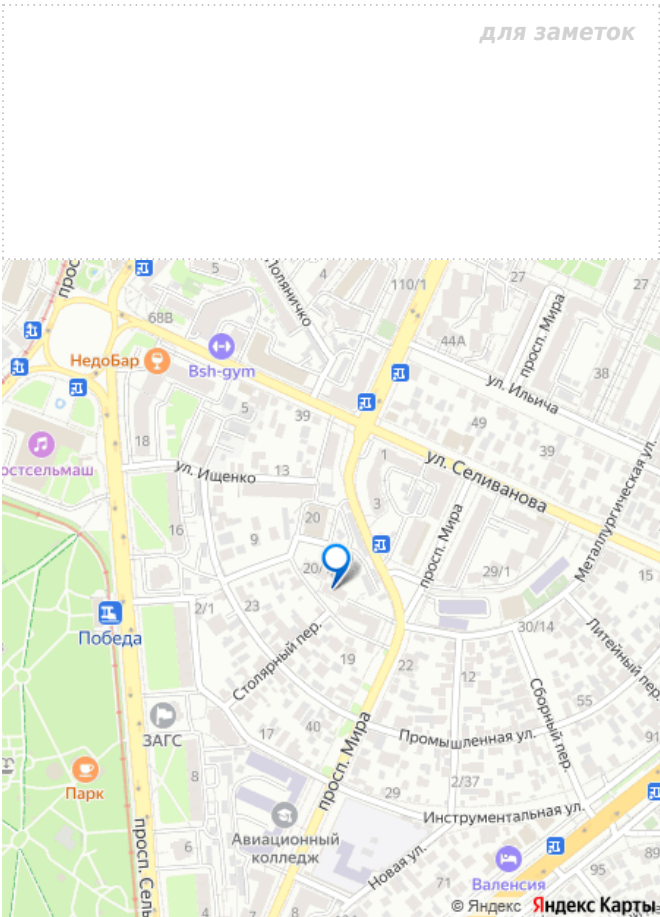 для заметок
прос
5
Поляничко
4
110/1
27
27
68В
просп. Мира
44А
НедоБар
Bsh-gym
38
ул. Ильича
5
39
49
39
18
остсельмаш
ул. Ищенко
13
1
ул. Селиванова
Металлургическая ул.
3
20
16
9
просп. Мира
20/
29/1
15
2/1
23
Победа
30/14
Столярный пер.
Литейный пер.
19
22
12
Сборный пер.
55
ЗАГС
17
40
просп. Мира
Промышленная ул.
91
8
Парк
2/37
29
Инструментальная ул.
просп. Сель
6
Авиационный
колледж
Новая ул.
95
89
71
Валенсия
8
8
© Яндекс Яндекс Карты